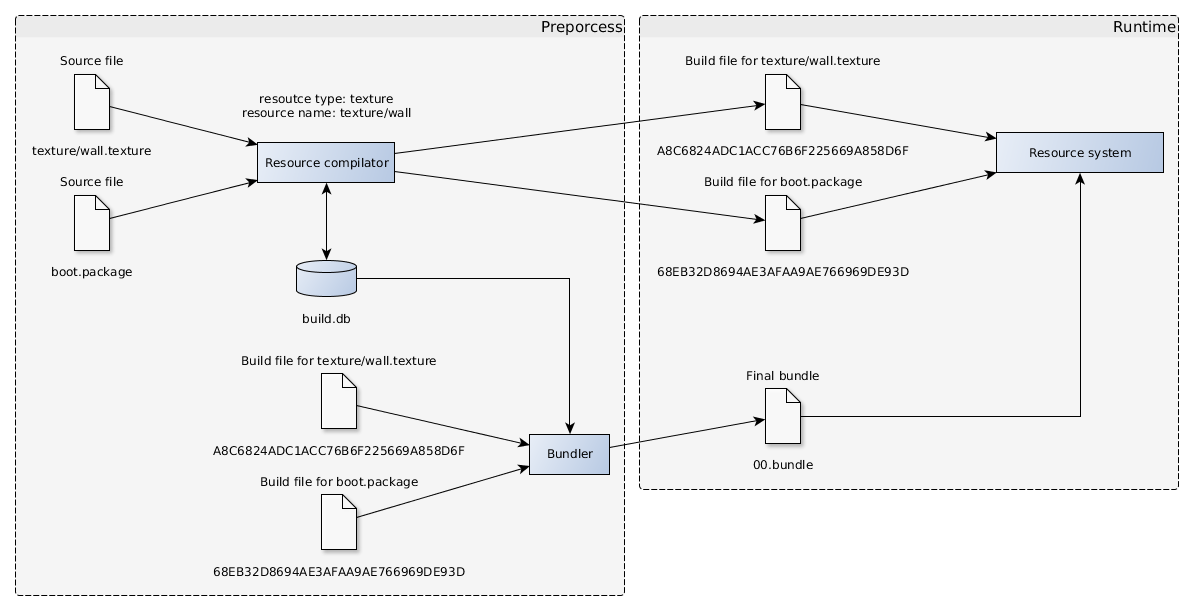 Preporcess
Source file
texture/wall.texture
Source file
boot.package
resoutce type: texture
resource name: texture/wall
Resource compilator
build.db
Build file for texture/wall.texture
A8C6824ADC1ACC76B6F225669A858D6F
Build file for boot.package
68EB32D8694AE3AFAA9AE766969DE93D
Bundler
Runtime
Build file for texture/wall.texture
A8C6824ADC1ACC76B6F225669A858D6F
Build file for boot.package
68EB32D8694AE3AFAA9AE766969DE93D
Resource system
Final bundle
00.bundle